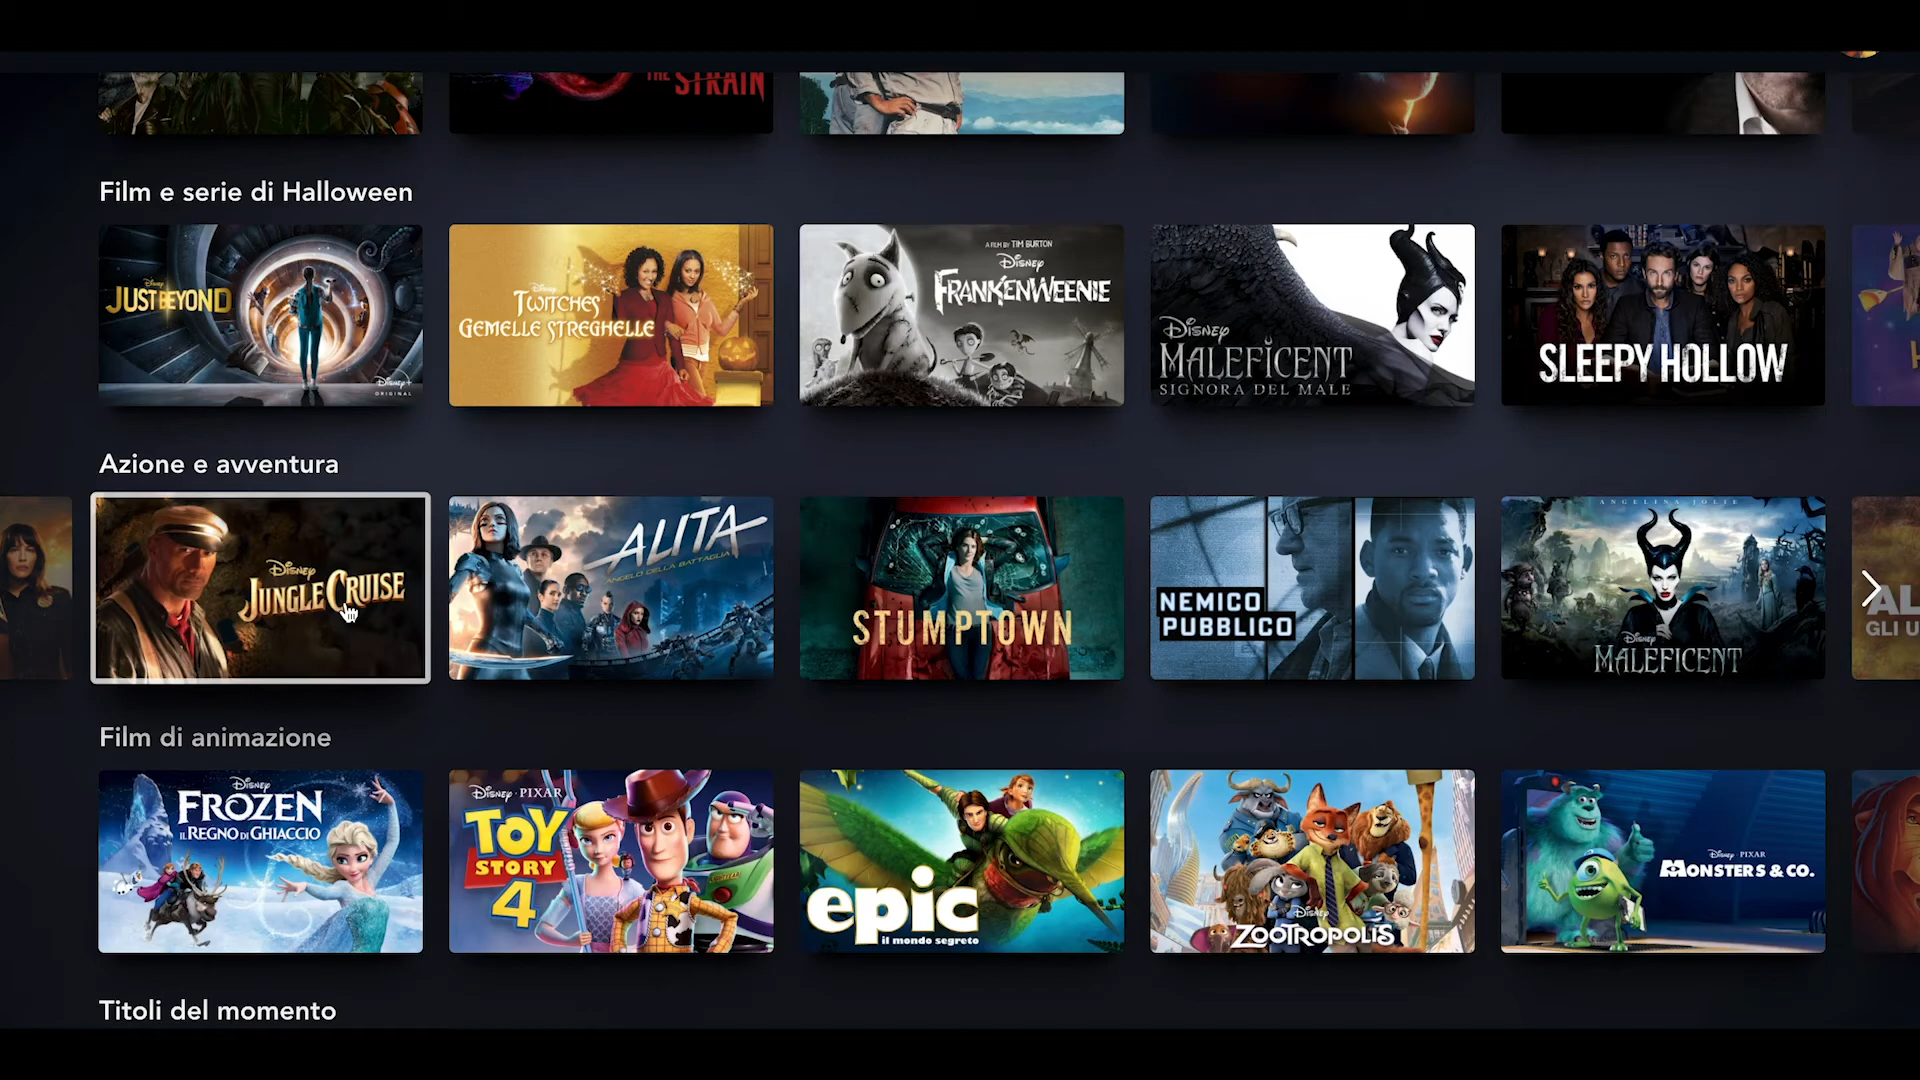 THE STRAIN
Film e serie di Halloween
Disney
JUST BEYOND
Disney+
ORIGINAL
Disney
TWITCHES
GEMELLE STREGHELLE
A FILM BY TIM BURTON
DISNEY
FRANKENWEENIE
DISNEY
MALEFICENT
SIGNORA DEL MALE
SLEEPY HOLLOW
Azione e avventura
DISNEY
JUNGLE CRUISE
ALITA
ANGELO DELLA BATTAGLIA
STUMPTOWN
NEMICO
PUBBLICO
ANGELINA JOLIE
DISNEY
MALEFICENT
AL
GLI U
Film di animazione
DISNEY
FROZEN
IL REGNO DI GHIACCIO
DISNEY · PIXAR
TOY
STORY
4
epic
il mondo segreto
DISNEY
ZOOTROPOLIS
DISNEY PIXAR
MONSTERS & CO.
Titoli del momento